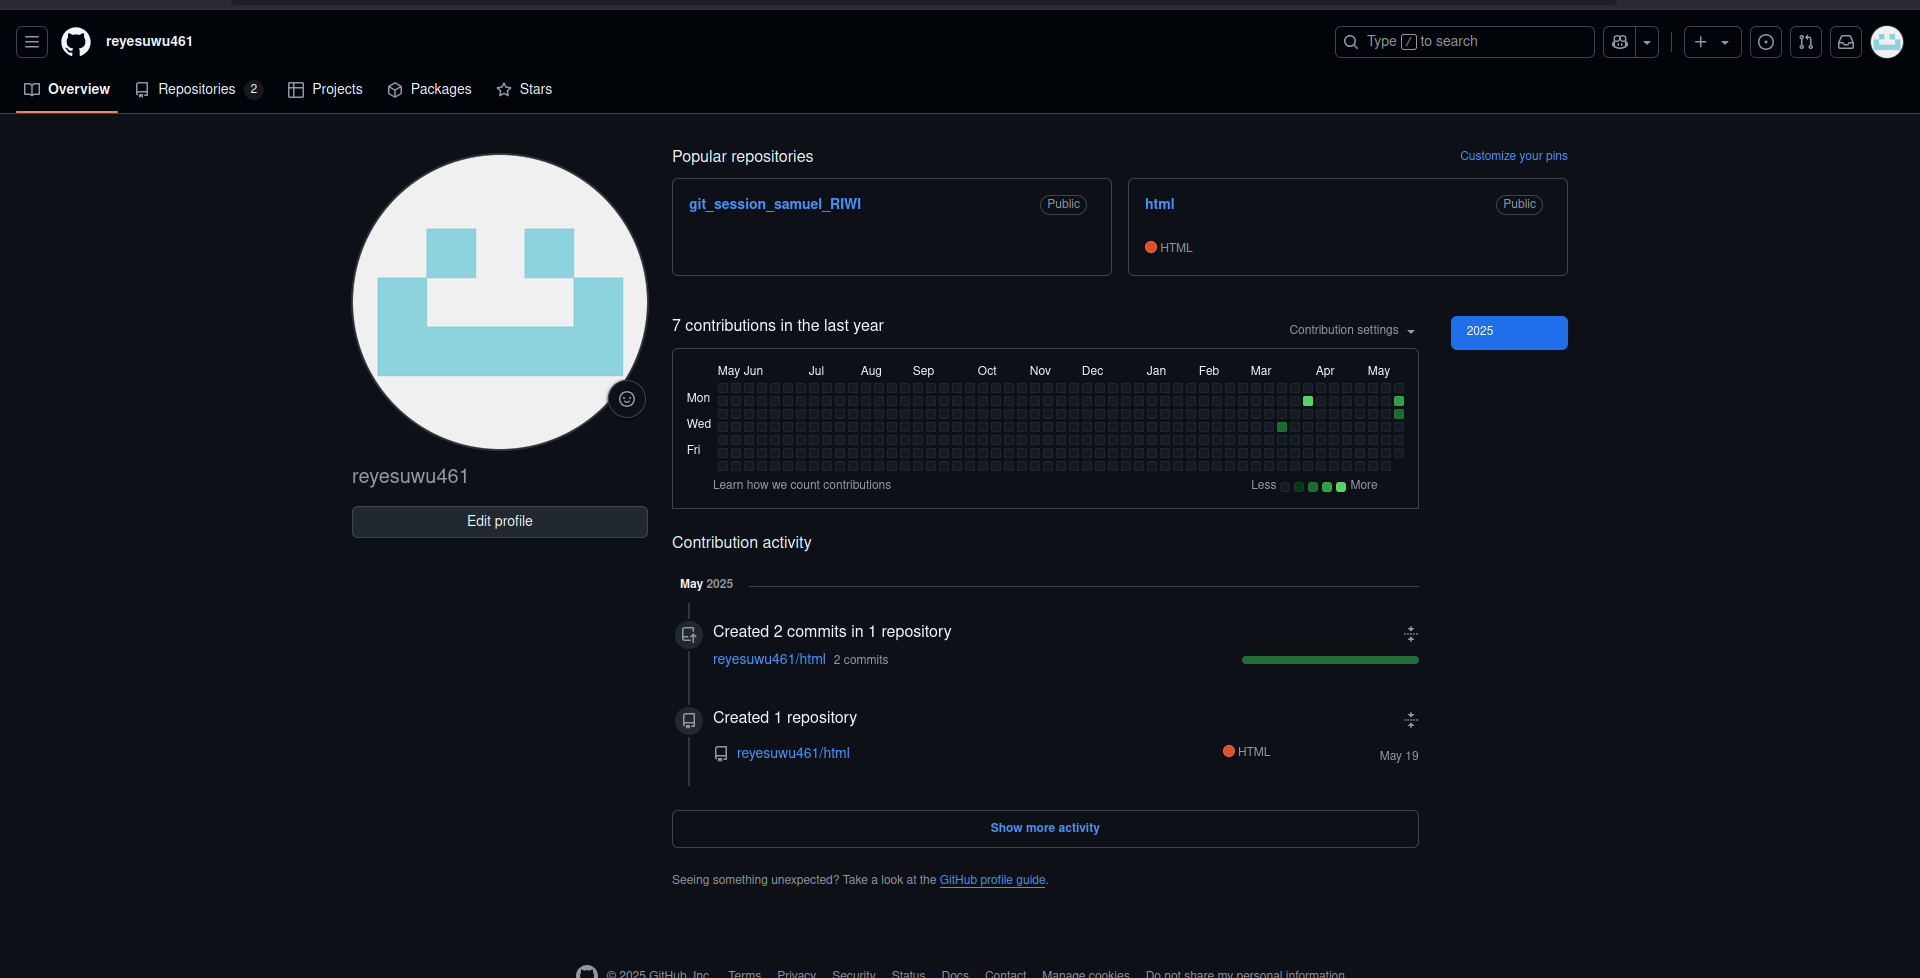 reyesuwu461
Type / to search
Overview
Repositories 2
Projects
Packages
Stars
reyesuwu461
Edit profile
Popular repositories
Customize your pins
git_session_samuel_RIWI
Public
html
Public
HTML
7 contributions in the last year
Contribution settings
2025
May Jun Jul Aug Sep Oct Nov Dec Jan Feb Mar Apr May
Mon
Wed
Fri
Learn how we count contributions
Less More
Contribution activity
May 2025
Created 2 commits in 1 repository
reyesuwu461/html 2 commits
Created 1 repository
reyesuwu461/html HTML May 19
Show more activity
Seeing something unexpected? Take a look at the GitHub profile guide.
© 2025 GitHub, Inc. Terms Privacy Security Status Docs Contact Manage cookies Do not share my personal information